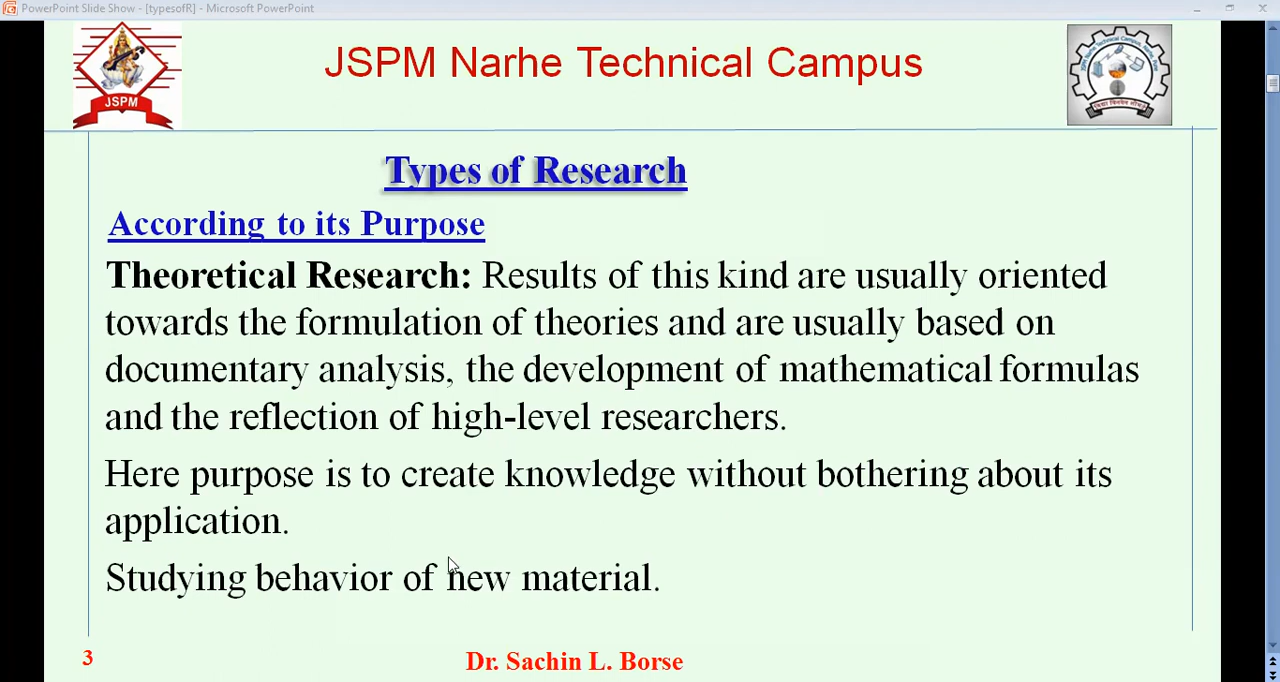 PowerPoint Slide Show - [typesofR] - Microsoft PowerPoint
JSPM Narhe Technical Campus
JSPM
Types of Research
According to its Purpose
Theoretical Research: Results of this kind are usually oriented
towards the formulation of theories and are usually based on
documentary analysis, the development of mathematical formulas
and the reflection of high-level researchers.
Here purpose is to create knowledge without bothering about its
application.
Studying behavior of new material.
3
Dr. Sachin L. Borse